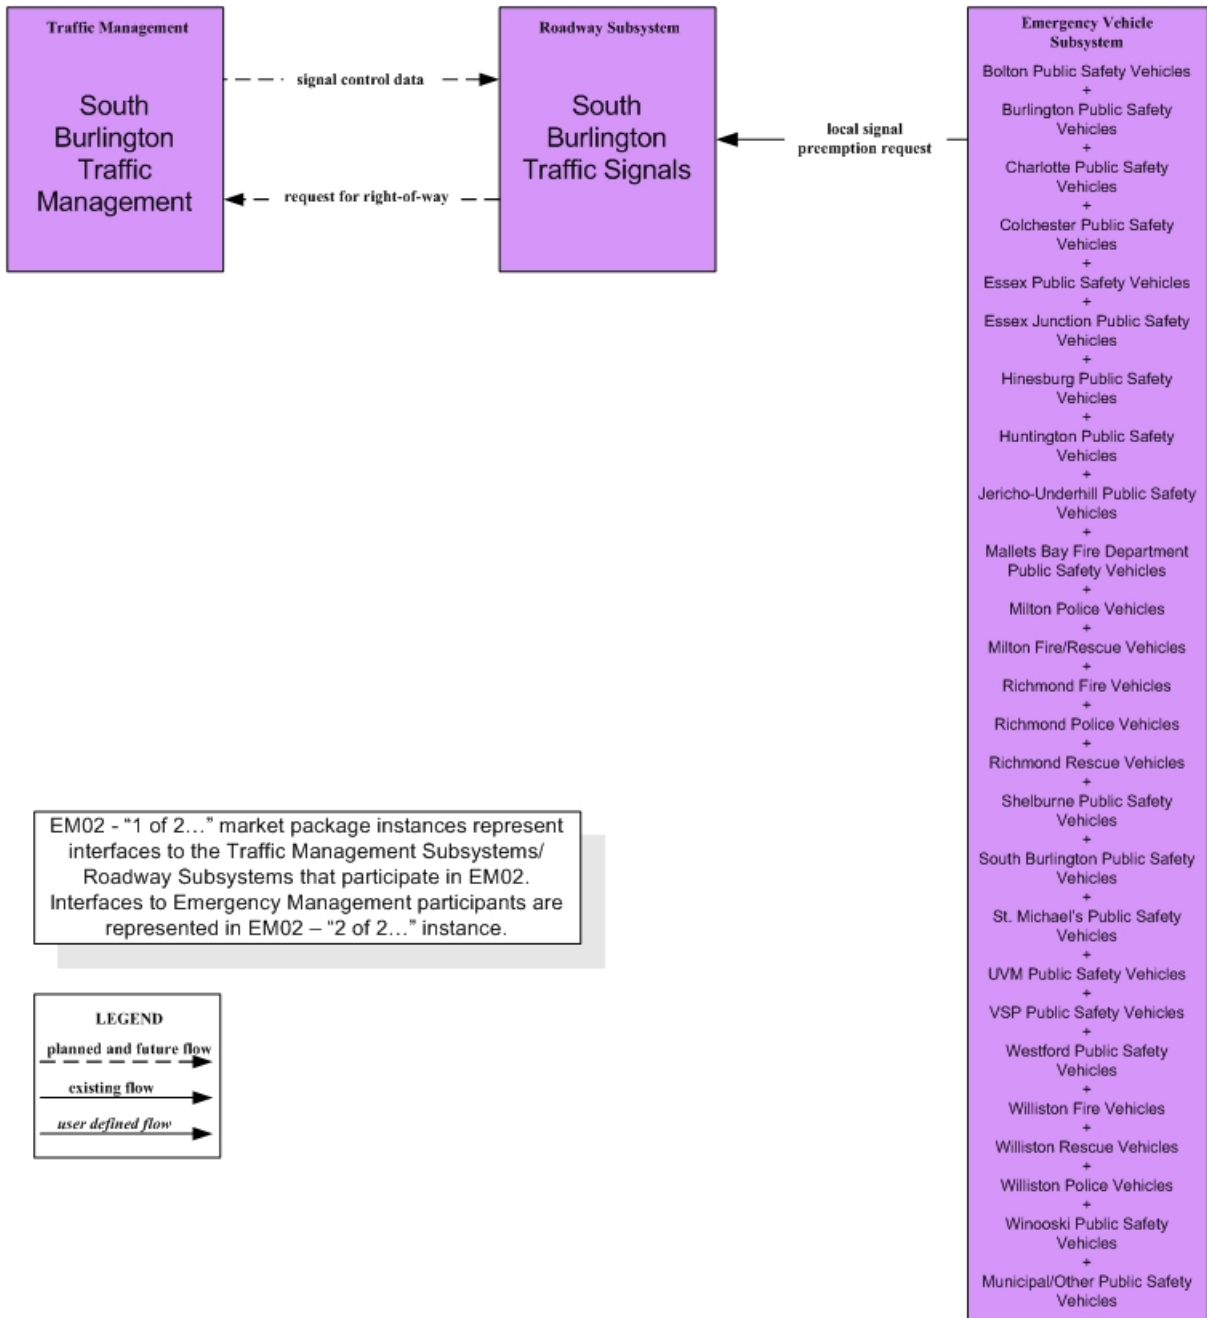 Traffic Management
South
Burlington
Traffic
Management
signal control data
request for right-of-way
Roadway Subsystem
South
Burlington
Traffic Signals
local signal
preemption request
Emergency Vehicle
Subsystem
Bolton Public Safety Vehicles
+
Burlington Public Safety
Vehicles
+
Charlotte Public Safety
Vehicles
+
Colchester Public Safety
Vehicles
+
Essex Public Safety Vehicles
+
Essex Junction Public Safety
Vehicles
+
Hinesburg Public Safety
Vehicles
+
Huntington Public Safety
Vehicles
+
Jericho-Underhill Public Safety
Vehicles
+
Mallets Bay Fire Department
Public Safety Vehicles
+
Milton Police Vehicles
+
Milton Fire/Rescue Vehicles
+
Richmond Fire Vehicles
+
Richmond Police Vehicles
+
Richmond Rescue Vehicles
+
Shelburne Public Safety
Vehicles
+
South Burlington Public Safety
Vehicles
+
St. Michael's Public Safety
Vehicles
+
UVM Public Safety Vehicles
+
VSP Public Safety Vehicles
+
Westford Public Safety
Vehicles
+
Williston Fire Vehicles
+
Williston Rescue Vehicles
+
Williston Police Vehicles
+
Winooski Public Safety
Vehicles
+
Municipal/Other Public Safety
Vehicles
EM02 - “1 of 2…” market package instances represent
interfaces to the Traffic Management Subsystems/
Roadway Subsystems that participate in EM02.
Interfaces to Emergency Management participants are
represented in EM02 – “2 of 2…” instance.
LEGEND
planned and future flow
existing flow
user defined flow